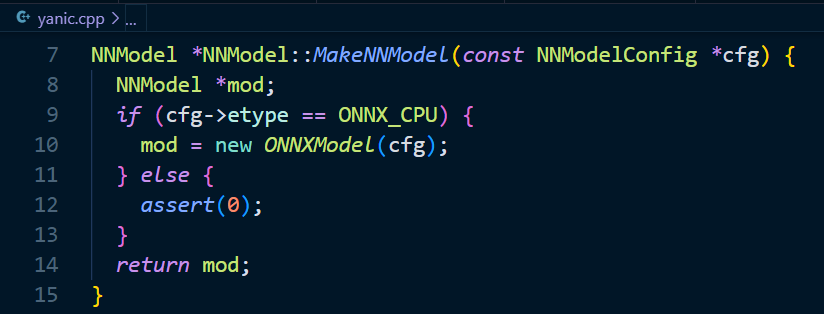 yanic.cpp > ...
7 NNModel *NNModel::MakeNNModel(const NNModelConfig *cfg) {
8   NNModel *mod;
9   if (cfg->etype == ONNX_CPU) {
10     mod = new ONNXModel(cfg);
11   } else {
12     assert(0);
13   }
14   return mod;
15 }